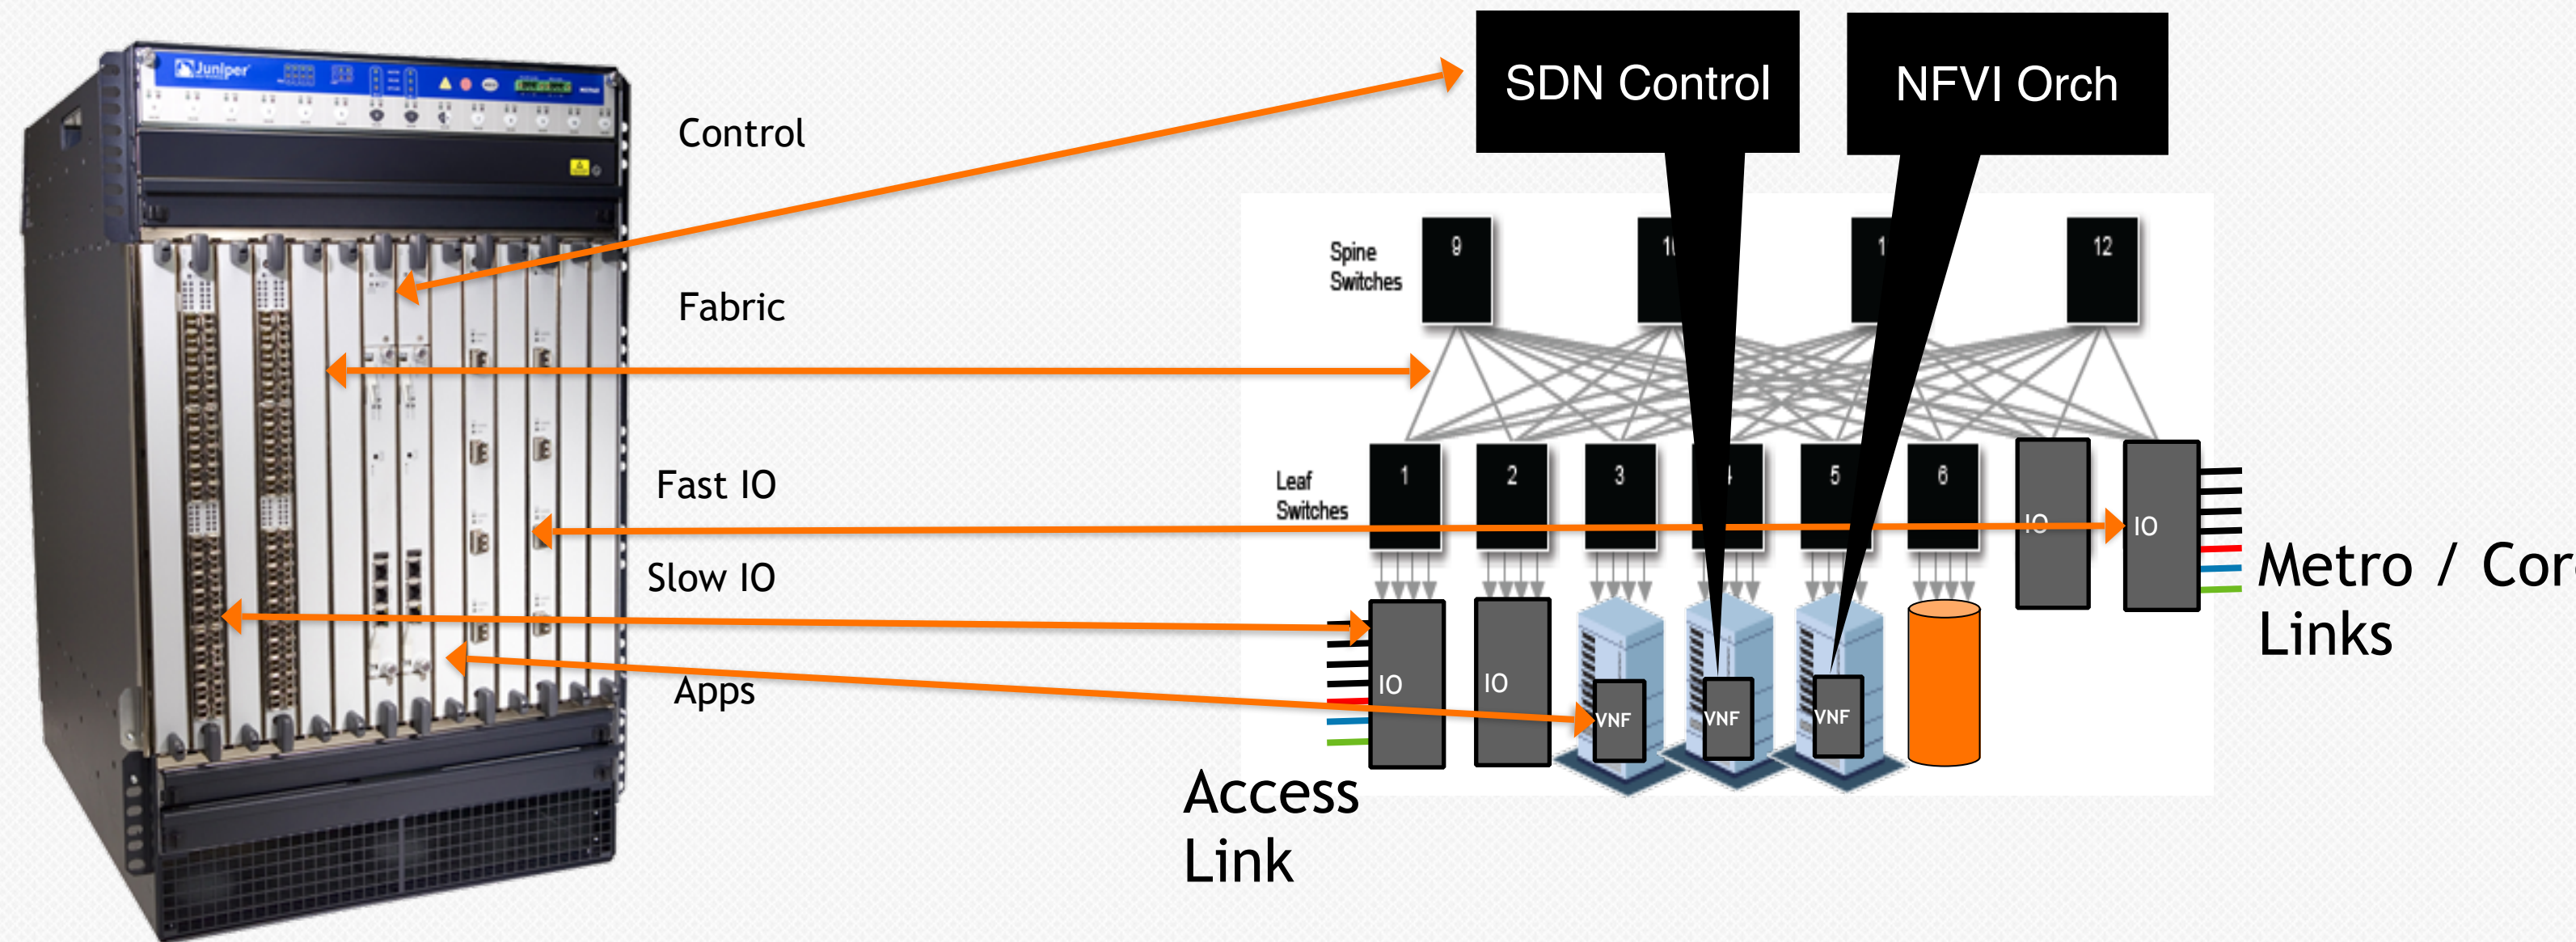 Juniper
Control
Fabric
Fast IO
Slow IO
Apps
SDN Control
NFVI Orch
Spine
Switches
9
12
Leaf
Switches
1
2
3
5
6
IO
IO
IO
IO
VNF
VNF
VNF
Metro /
Links
Access
Link